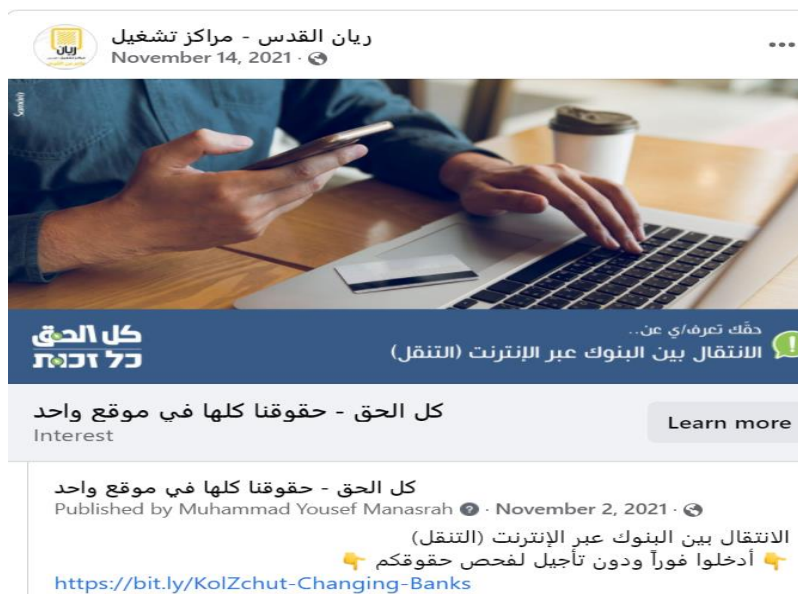 ريان القدس - مراكز تشغيل
November 14, 2021 ·
ريان
حقّك تعرف/ي عن..
الانتقال بين البنوك عبر الإنترنت (التنقل)
كل الحق
כל זכות
كل الحق - حقوقنا كلها في موقع واحد
Interest
Learn more
كل الحق - حقوقنا كلها في موقع واحد
Published by Muhammad Yousef Manasrah · November 2, 2021 ·
الانتقال بين البنوك عبر الإنترنت (التنقل)
👇 أدخلوا فوراً ودون تأجيل لفحص حقوقكم 👇
https://bit.ly/KolZchut-Changing-Banks